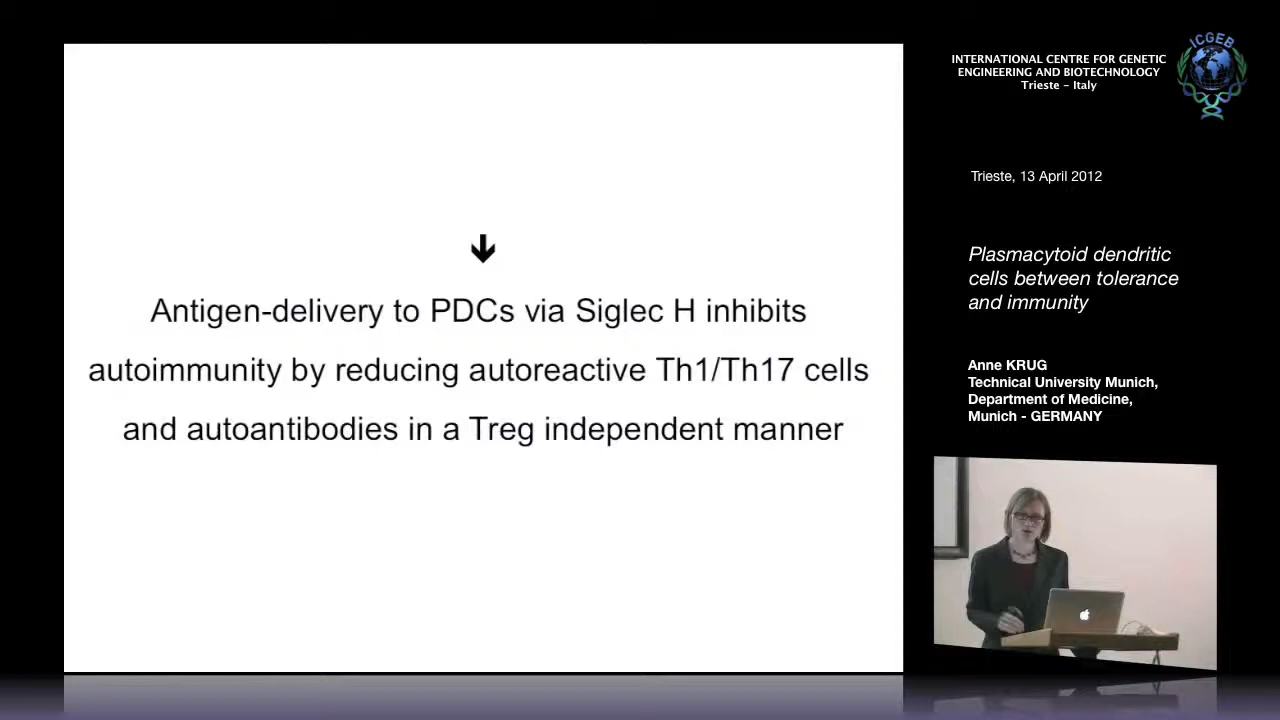 Antigen-delivery to PDCs via Siglec H inhibits
autoimmunity by reducing autoreactive Th1/Th17 cells
and autoantibodies in a Treg independent manner
INTERNATIONAL CENTRE FOR GENETIC
ENGINEERING AND BIOTECHNOLOGY
Trieste - Italy
ICGEB
Trieste, 13 April 2012
Plasmacytoid dendritic
cells between tolerance
and immunity
Anne KRUG
Technical University Munich,
Department of Medicine,
Munich - GERMANY